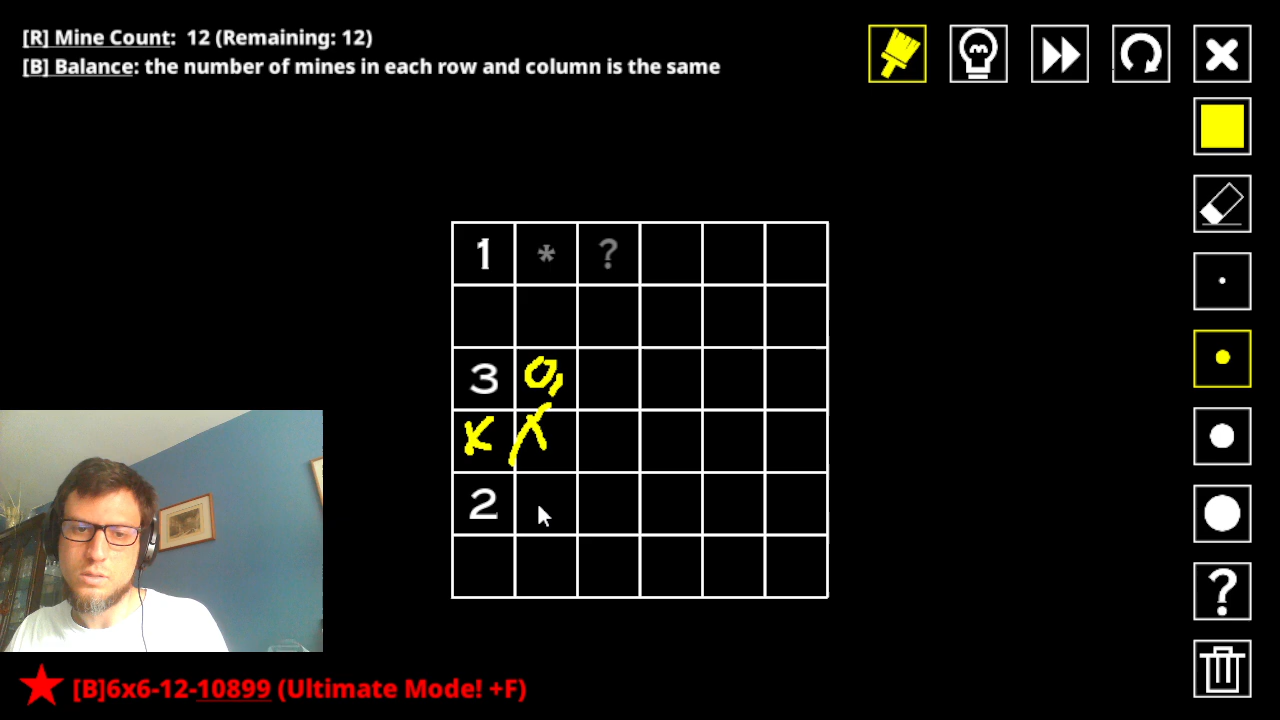 [R] Mine Count: 12 (Remaining: 12)
[B] Balance: the number of mines in each row and column is the same
1 * ?
3 O,
X X
2
?
[B]6x6-12-10899 (Ultimate Mode! +F)